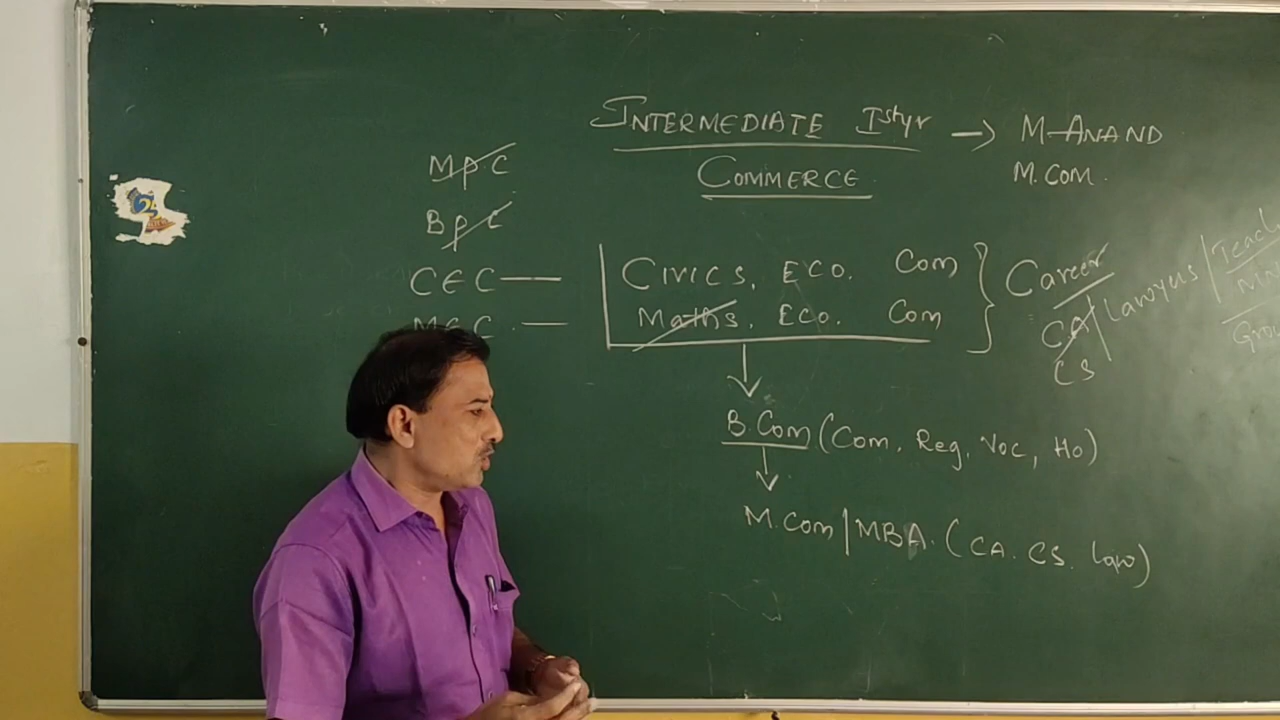 INTERMEDIATE Ist yr → M. ANAND
COMMERCE
M.COM.
MPC
BPC
CEC —
MEC. —
CIVICS, ECO. Com
Maths, ECO. Com
Career
CA / Lawyers /
CS
B.Com (Com, Reg, Voc, Ho)
M.Com | MBA. (CA. CS. Law)